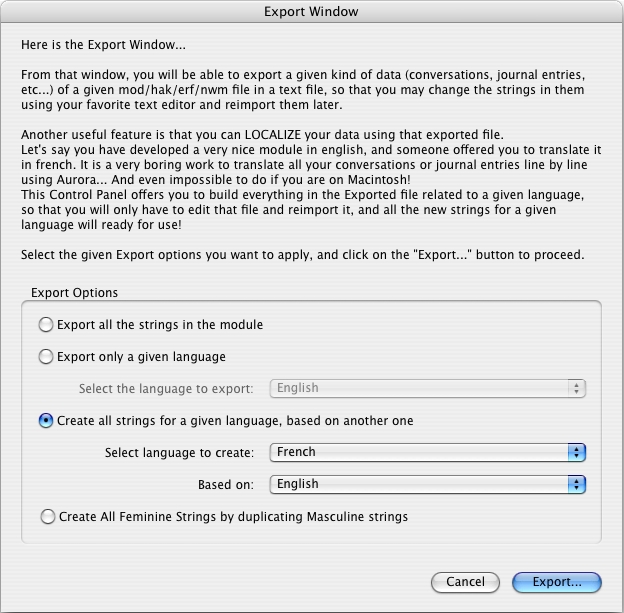 Export Window
Here is the Export Window...
From that window, you will be able to export a given kind of data (conversations, journal entries,
etc...) of a given mod/hak/erf/nwm file in a text file, so that you may change the strings in them
using your favorite text editor and reimport them later.
Another useful feature is that you can LOCALIZE your data using that exported file.
Let's say you have developed a very nice module in english, and someone offered you to translate it
in french. It is a very boring work to translate all your conversations or journal entries line by line
using Aurora... And even impossible to do if you are on Macintosh!
This Control Panel offers you to build everything in the Exported file related to a given language,
so that you will only have to edit that file and reimport it, and all the new strings for a given
language will ready for use!
Select the given Export options you want to apply, and click on the "Export..." button to proceed.
Export Options
Export all the strings in the module
Export only a given language
Select the language to export: English
Create all strings for a given language, based on another one
Select language to create: French
Based on: English
Create All Feminine Strings by duplicating Masculine strings
Cancel Export...